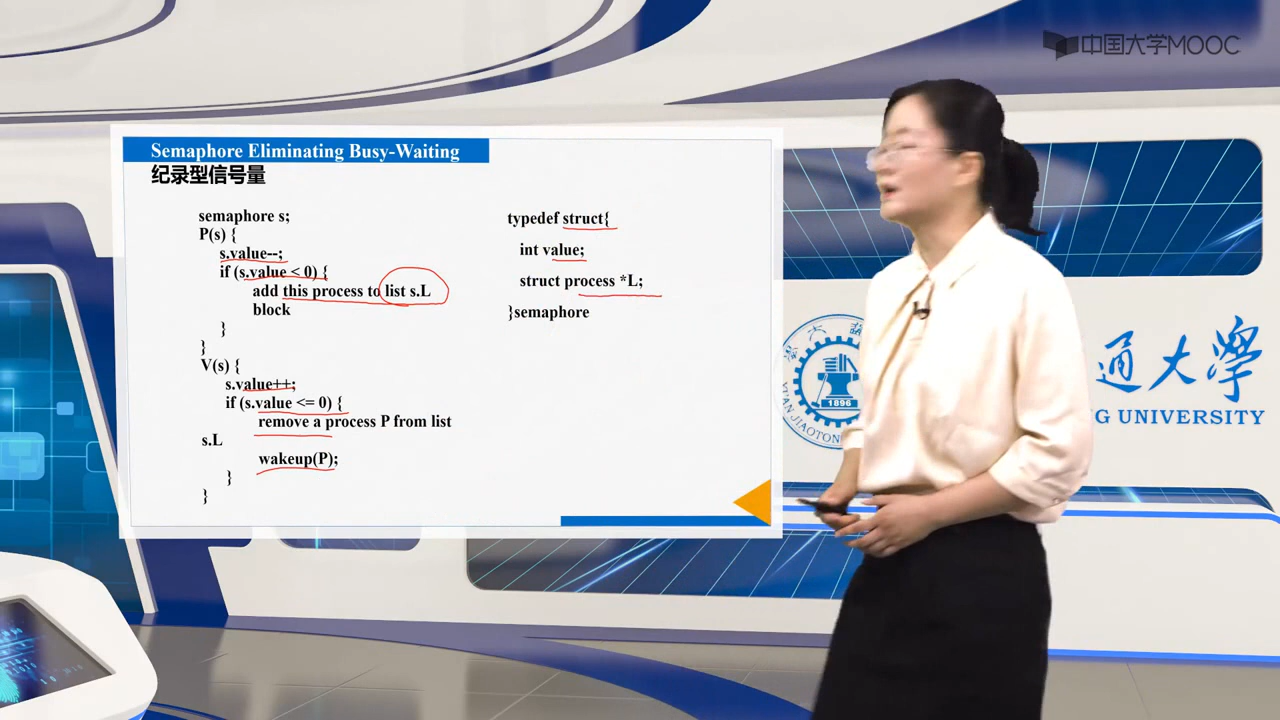 中国大学MOOC
Semaphore Eliminating Busy-Waiting
纪录型信号量
semaphore s;
P(s) {
s.value--;
if (s.value < 0) {
add this process to list s.L
block
}
}
V(s) {
s.value++;
if (s.value <= 0) {
remove a process P from list
s.L
wakeup(P);
}
}
typedef struct{
int value;
struct process *L;
}semaphore
1896
通大学
G UNIVERSITY